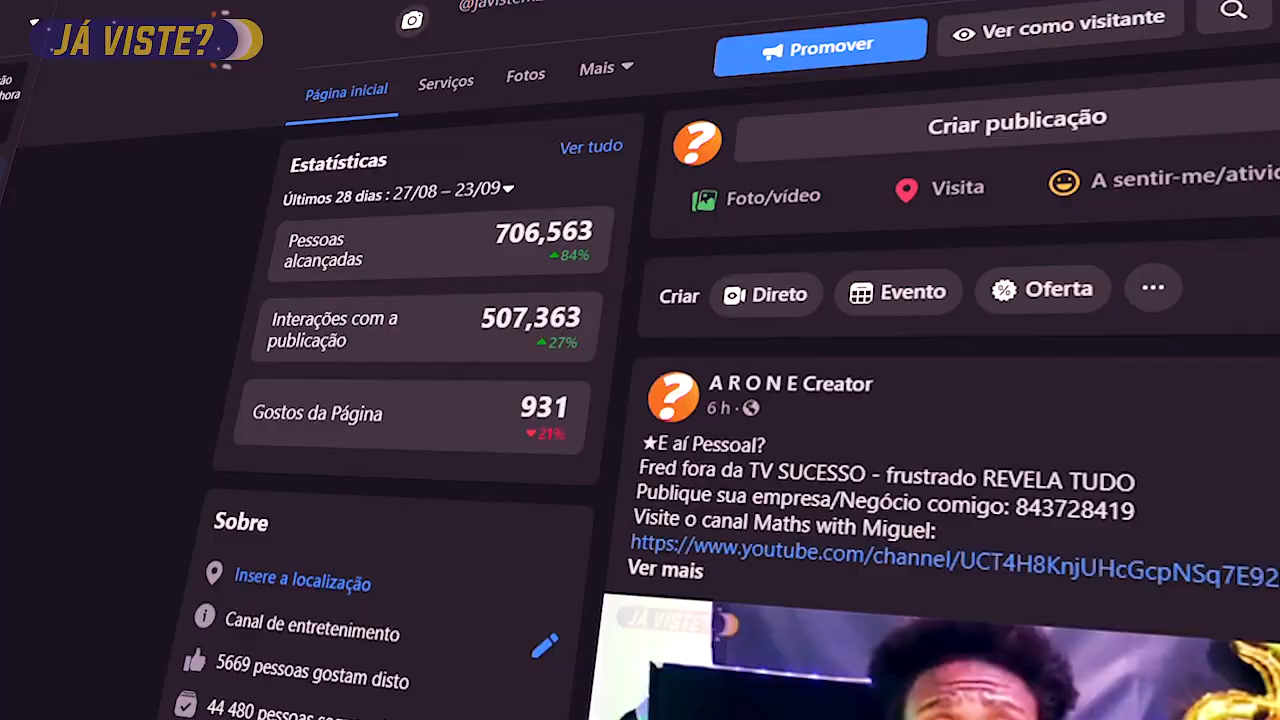 JÁ VISTE?
Promover
Ver como visitante
Página inicial
Serviços
Fotos
Mais
Estatísticas
Ver tudo
Últimos 28 dias : 27/08 – 23/09
Pessoas
alcançadas
706,563
84%
Interações com a
publicação
507,363
27%
Gostos da Página
931
21%
Sobre
Insere a localização
Canal de entretenimento
5669 pessoas gostam disto
44 480 pessoas
Criar publicação
Foto/vídeo
Visita
A sentir-me/ativid
Criar
Direto
Evento
Oferta
A R O N E Creator
6 h ·
★E aí Pessoal?
Fred fora da TV SUCESSO - frustrado REVELA TUDO
Publique sua empresa/Negócio comigo: 843728419
Visite o canal Maths with Miguel:
https://www.youtube.com/channel/UCT4H8KnjUHcGcpNSq7E92
Ver mais
JÁ VISTE?